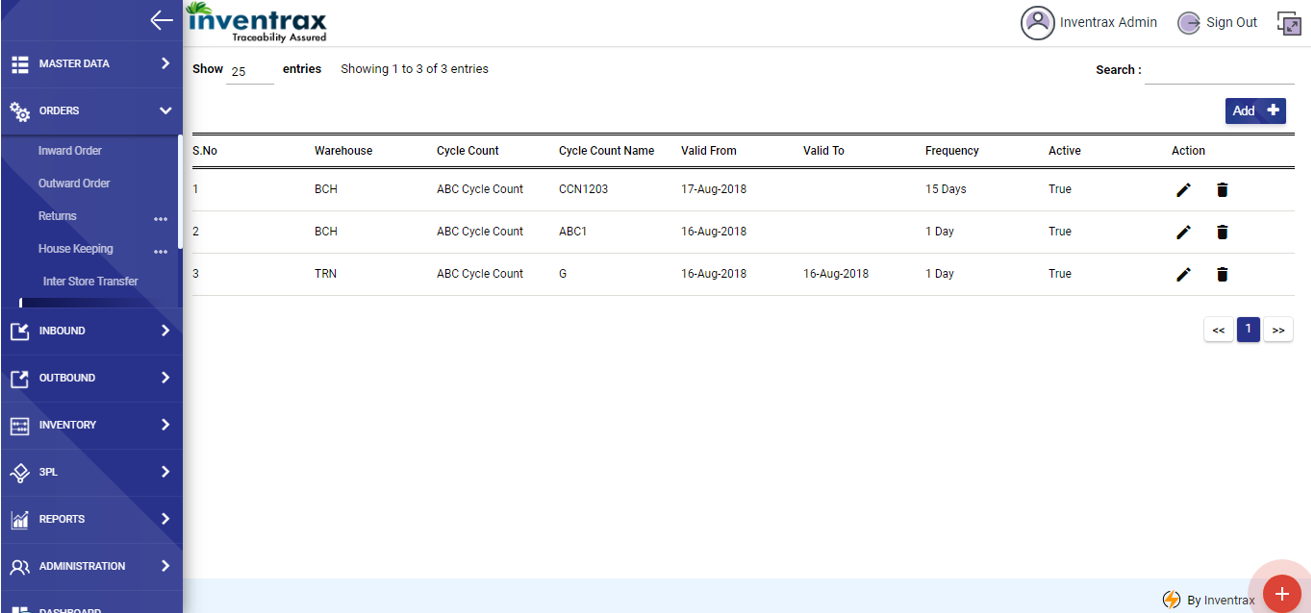 inventrax
Traceability Assured
Inventrax Admin
Sign Out
MASTER DATA
ORDERS
Inward Order
Outward Order
Returns ...
House Keeping ...
Inter Store Transfer
INBOUND
OUTBOUND
INVENTORY
3PL
REPORTS
ADMINISTRATION
DASHBOARD
Show 25 entries Showing 1 to 3 of 3 entries
Search :
Add +
S.No Warehouse Cycle Count Cycle Count Name Valid From Valid To Frequency Active Action
1 BCH ABC Cycle Count CCN1203 17-Aug-2018 15 Days True
2 BCH ABC Cycle Count ABC1 16-Aug-2018 1 Day True
3 TRN ABC Cycle Count G 16-Aug-2018 16-Aug-2018 1 Day True
<< 1 >>
By Inventrax
+